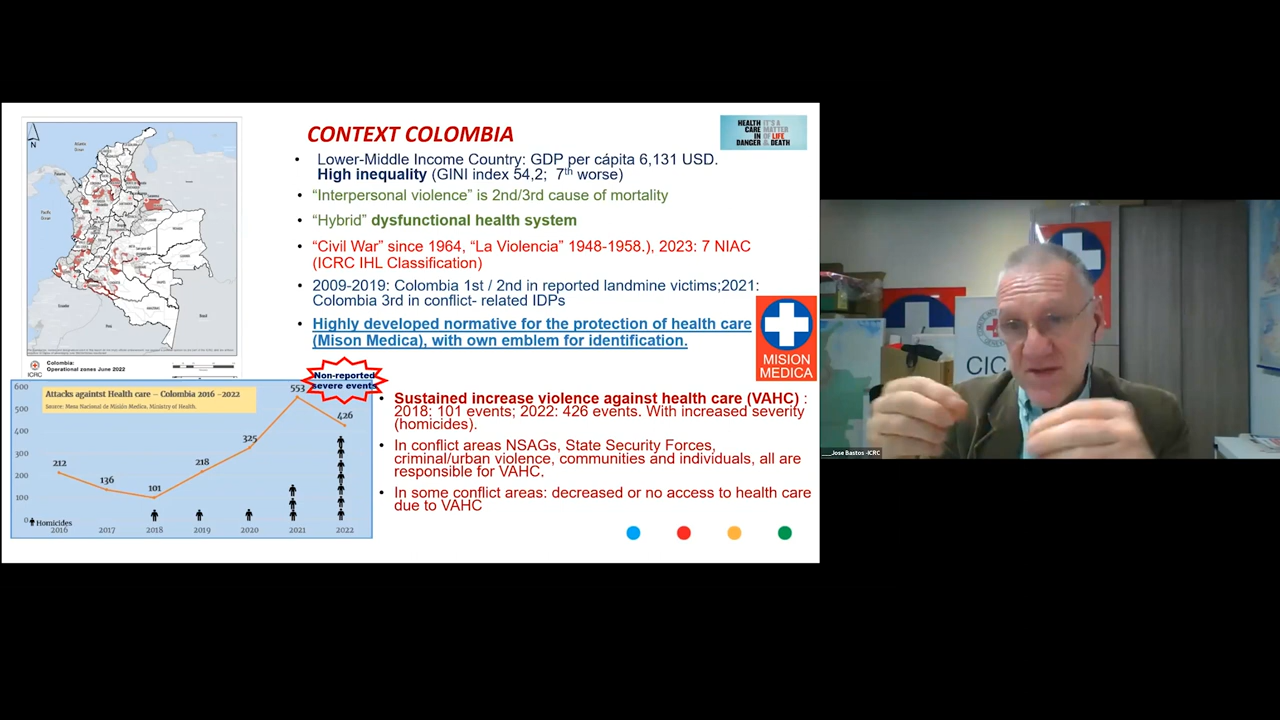 CONTEXT COLOMBIA
HEALTH CARE IN DANGER
IT'S A MATTER OF LIFE & DEATH
• Lower-Middle Income Country: GDP per cápita 6,131 USD.
High inequality (GINI index 54,2; 7th worse)
• “Interpersonal violence” is 2nd/3rd cause of mortality
• “Hybrid” dysfunctional health system
• “Civil War” since 1964, “La Violencia” 1948-1958.), 2023: 7 NIAC
(ICRC IHL Classification)
• 2009-2019: Colombia 1st / 2nd in reported landmine victims;2021:
Colombia 3rd in conflict- related IDPs
• Highly developed normative for the protection of health care
(Mison Medica), with own emblem for identification.
MISION
MEDICA
N
ICRC
Colombia:
Operational zones June 2022
Non-reported
severe events
Attacks againtst Health care – Colombia 2016 –2022
Source: Mesa Nacional de Misión Medica. Ministry of Health.
600
500
400
300
200
100
0
212
136
101
218
325
553
426
Homicides
2016 2017 2018 2019 2020 2021 2022
• Sustained increase violence against health care (VAHC) :
2018: 101 events; 2022: 426 events. With increased severity
(homicides).
• In conflict areas NSAGs, State Security Forces,
criminal/urban violence, communities and individuals, all are
responsible for VAHC.
• In some conflict areas: decreased or no access to health care
due to VAHC
CIC
___Jose Bastos -ICRC